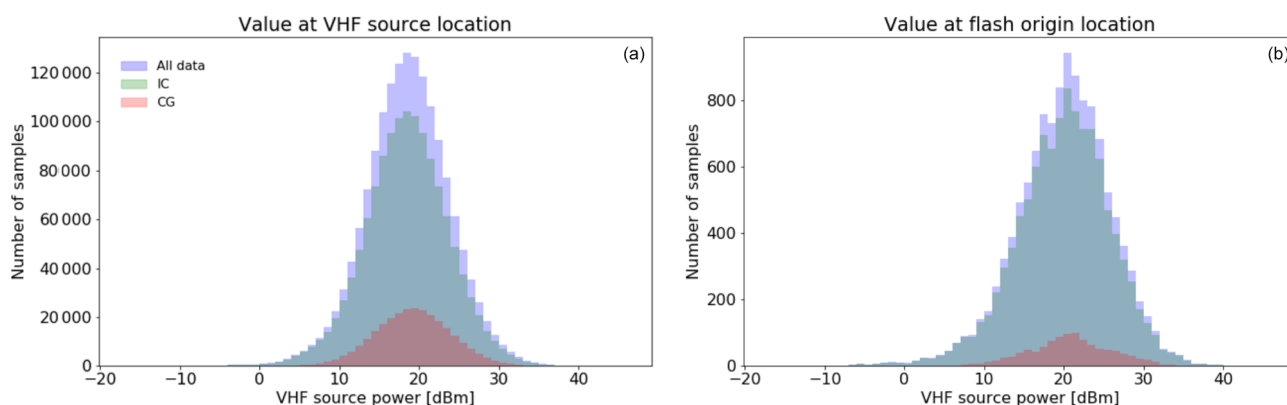 Value at VHF source location
(a)
All data
IC
CG
120 000
100 000
80 000
60 000
40 000
20 000
0
Number of samples
−20
−10
0
10
20
30
40
VHF source power [dBm]
Value at flash origin location
(b)
800
600
400
200
0
Number of samples
−20
−10
0
10
20
30
40
VHF source power [dBm]